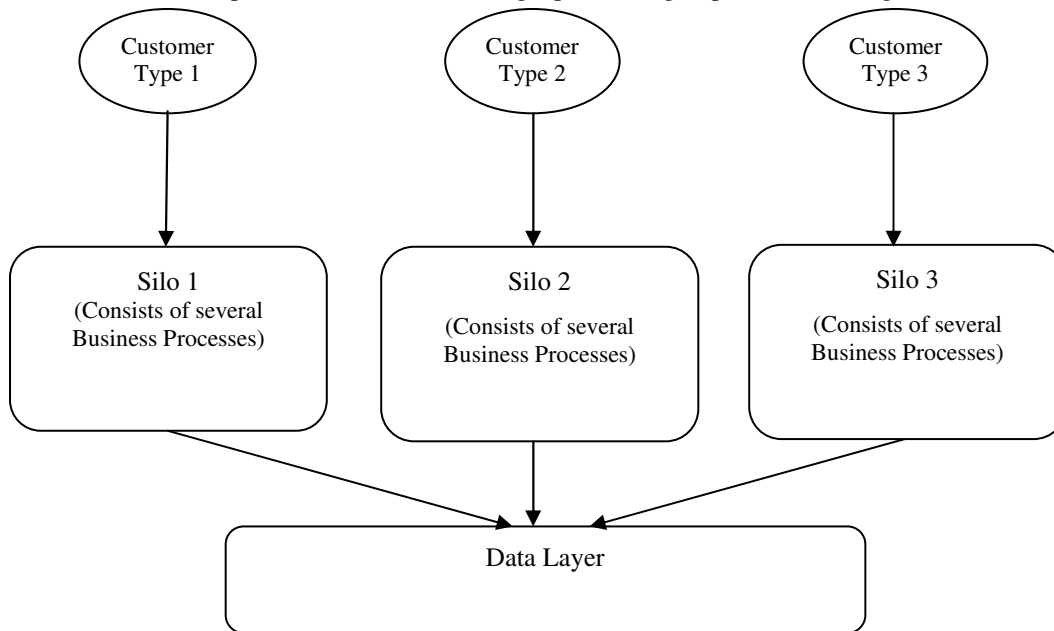 Customer
Type 1
Customer
Type 2
Customer
Type 3
Silo 1
(Consists of several
Business Processes)
Silo 2
(Consists of several
Business Processes)
Silo 3
(Consists of several
Business Processes)
Data Layer